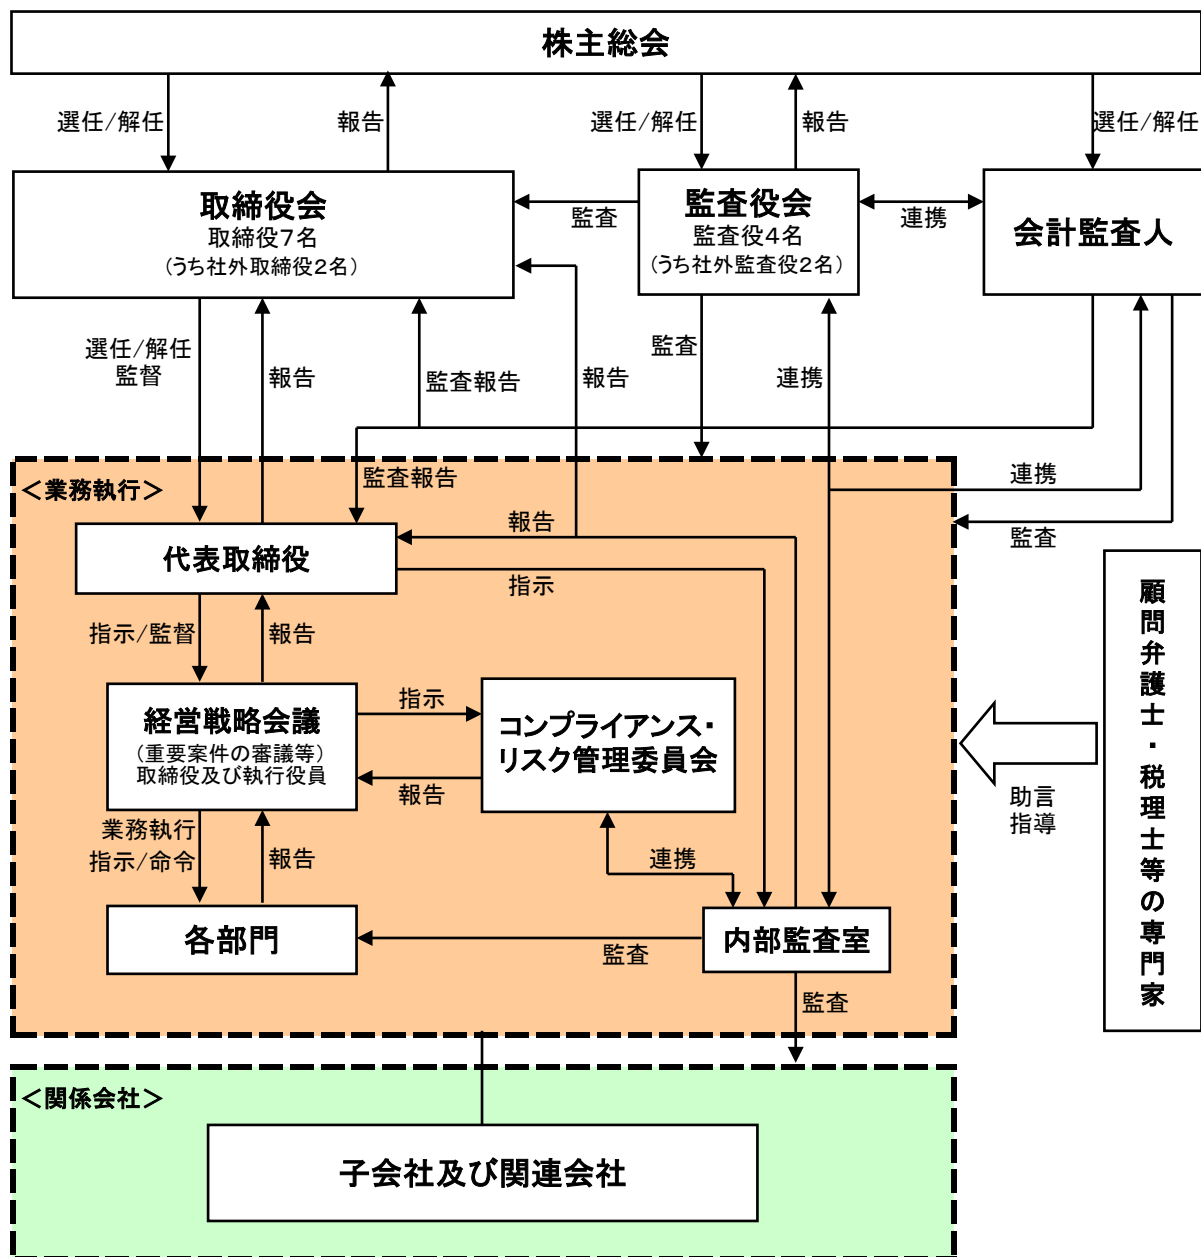 株主総会
選任/解任
報告
選任/解任
報告
選任/解任
取締役会
取締役7名
(うち社外取締役2名)
監査
監査役会
監査役4名
(うち社外監査役2名)
連携
会計監査人
選任/解任
監督
報告
監査報告
報告
監査
連携
<業務執行>
監査報告
連携
報告
監査
代表取締役
指示
指示/監督
報告
経営戦略会議
(重要案件の審議等)
取締役及び執行役員
指示
報告
コンプライアンス・
リスク管理委員会
助言
指導
顧問弁護士・税理士等の専門家
業務執行
指示/命令
報告
連携
各部門
監査
内部監査室
監査
<関係会社>
子会社及び関連会社